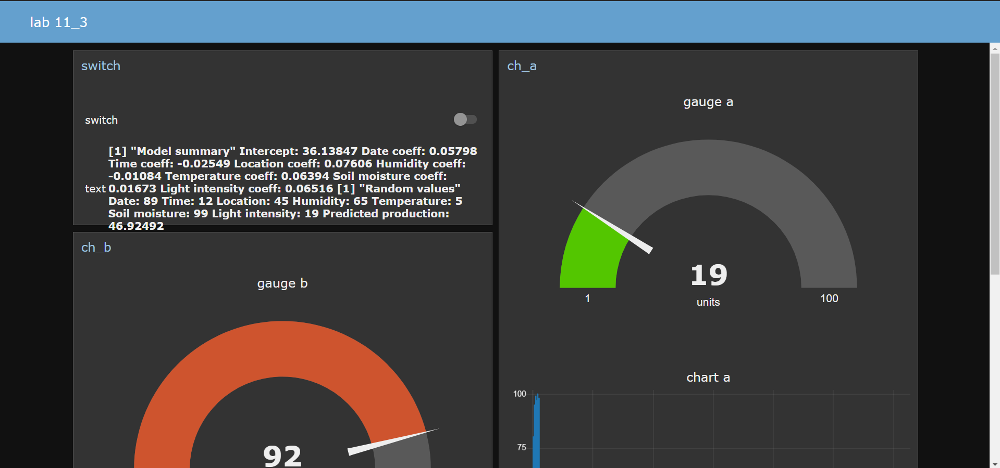 lab 11_3
switch
switch
text
[1] "Model summary" Intercept: 36.13847 Date coeff: 0.05798
Time coeff: -0.02549 Location coeff: 0.07606 Humidity coeff:
-0.01084 Temperature coeff: 0.06394 Soil moisture coeff:
0.01673 Light intensity coeff: 0.06516 [1] "Random values"
Date: 89 Time: 12 Location: 45 Humidity: 65 Temperature: 5
Soil moisture: 99 Light intensity: 19 Predicted production:
46.92492
ch_b
gauge b
92
ch_a
gauge a
19
units
1
100
chart a
100
75